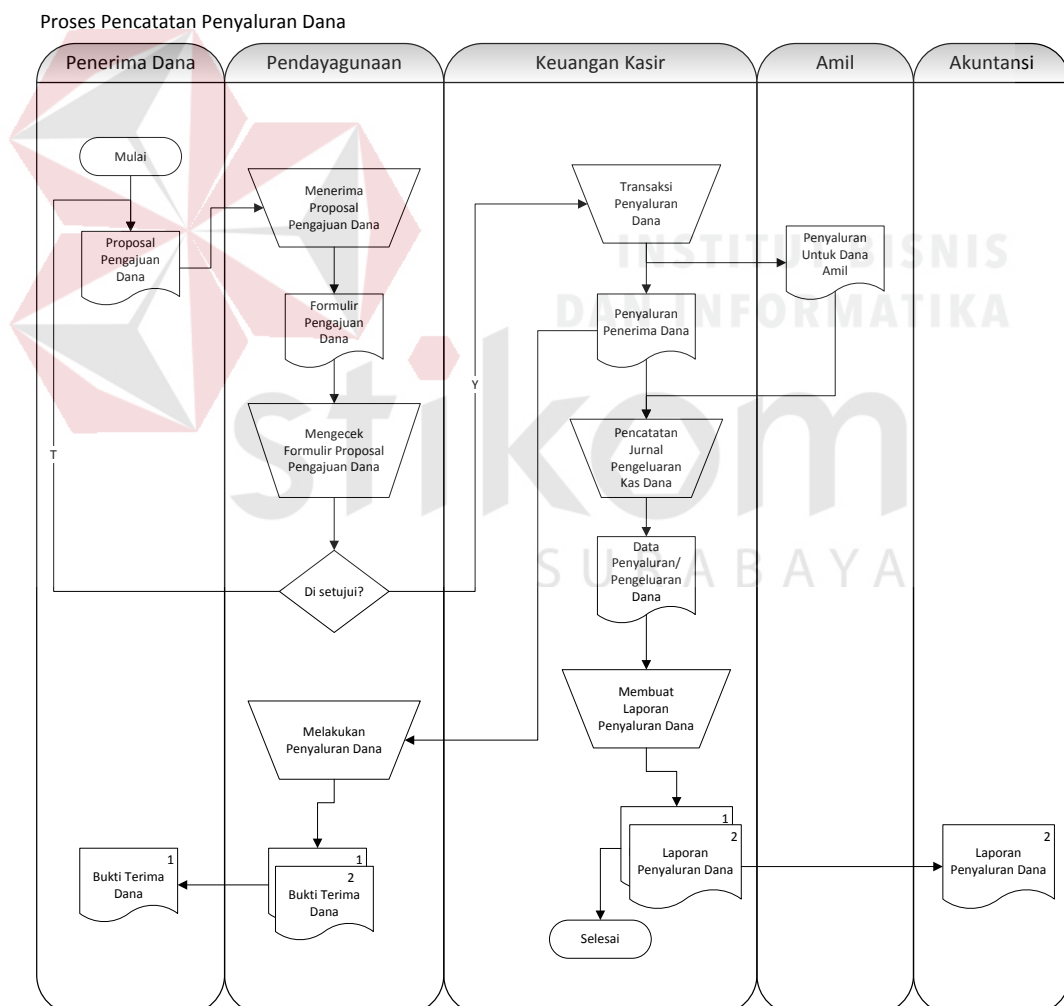 Proses Pencatatan Penyaluran Dana
Penerima Dana
Pendayagunaan
Keuangan Kasir
Amil
Akuntansi
Mulai
Proposal
Pengajuan
Dana
T
Menerima
Proposal
Pengajuan Dana
Formulir
Pengajuan
Dana
Mengecek
Formulir Proposal
Pengajuan Dana
Di setujui?
Y
Transaksi
Penyaluran
Dana
Penyaluran
Untuk Dana
Amil
Penyaluran
Penerima Dana
Pencatatan
Jurnal
Pengeluaran
Kas Dana
Data
Penyaluran/
Pengeluaran
Dana
Membuat
Laporan
Penyaluran Dana
Melakukan
Penyaluran Dana
1
2
Bukti Terima
Dana
1
Bukti Terima
Dana
1
2
Laporan
Penyaluran Dana
2
Laporan
Penyaluran Dana
Selesai
INSTITUT BISNIS
DAN INFORMATIKA
stikom
SURABAYA